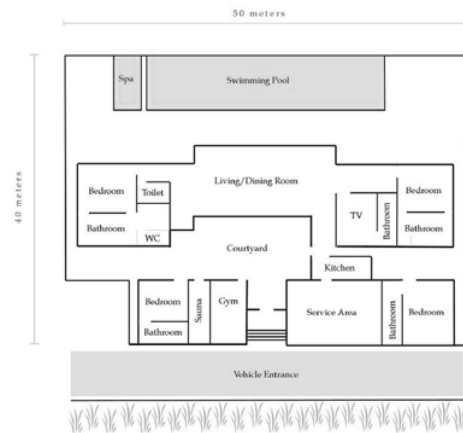 50 meters
40 meters
Spa
Swimming Pool
Bedroom
Toilet
Living/Dining Room
Bedroom
TV
Bathroom
Bathroom
WC
Bathroom
Courtyard
Kitchen
Bedroom
Sauna
Gym
Service Area
Bathroom
Bedroom
Bathroom
Vehicle Entrance